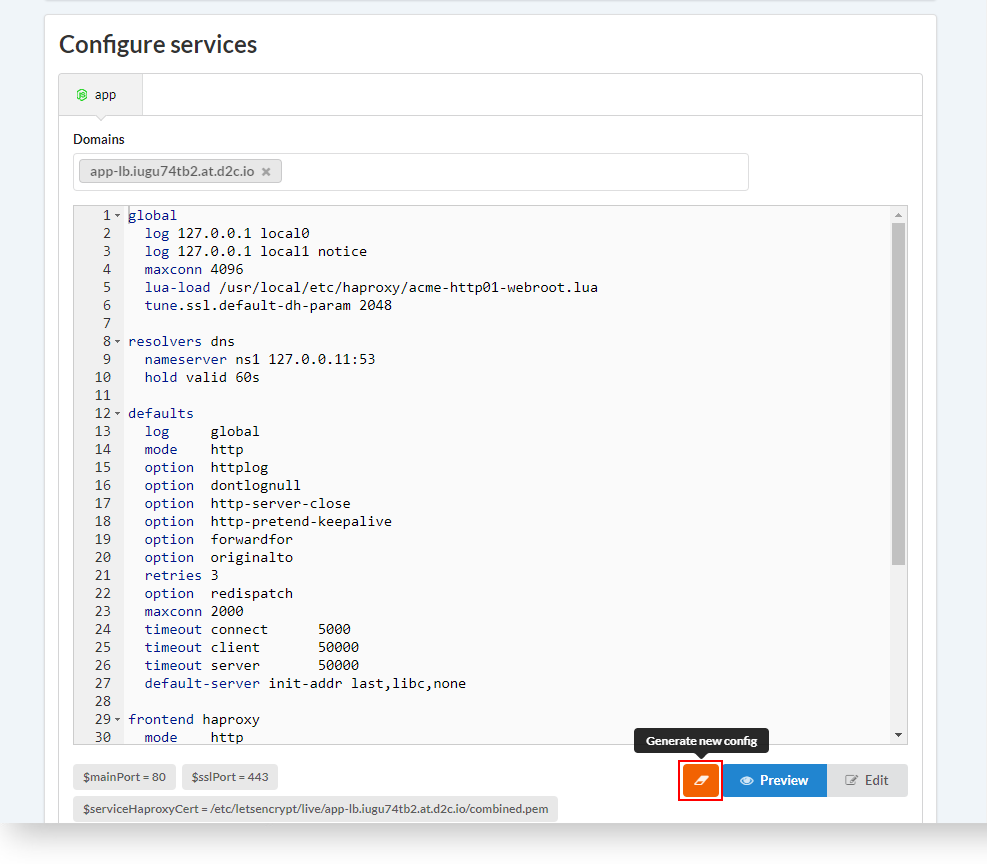 Configure services
app
Domains
app-lb.iugu74tb2.at.d2c.io ×
1 global
2   log 127.0.0.1 local0
3   log 127.0.0.1 local1 notice
4   maxconn 4096
5   lua-load /usr/local/etc/haproxy/acme-http01-webroot.lua
6   tune.ssl.default-dh-param 2048
7
8 resolvers dns
9   nameserver ns1 127.0.0.11:53
10   hold valid 60s
11
12 defaults
13   log     global
14   mode    http
15   option  httplog
16   option  dontlognull
17   option  http-server-close
18   option  http-pretend-keepalive
19   option  forwardfor
20   option  originalto
21   retries 3
22   option  redispatch
23   maxconn 2000
24   timeout connect      5000
25   timeout client       50000
26   timeout server       50000
27   default-server init-addr last,libc,none
28
29 frontend haproxy
30   mode    http
Generate new config
$mainPort = 80 $sslPort = 443
Preview Edit
$serviceHaproxyCert = /etc/letsencrypt/live/app-lb.iugu74tb2.at.d2c.io/combined.pem